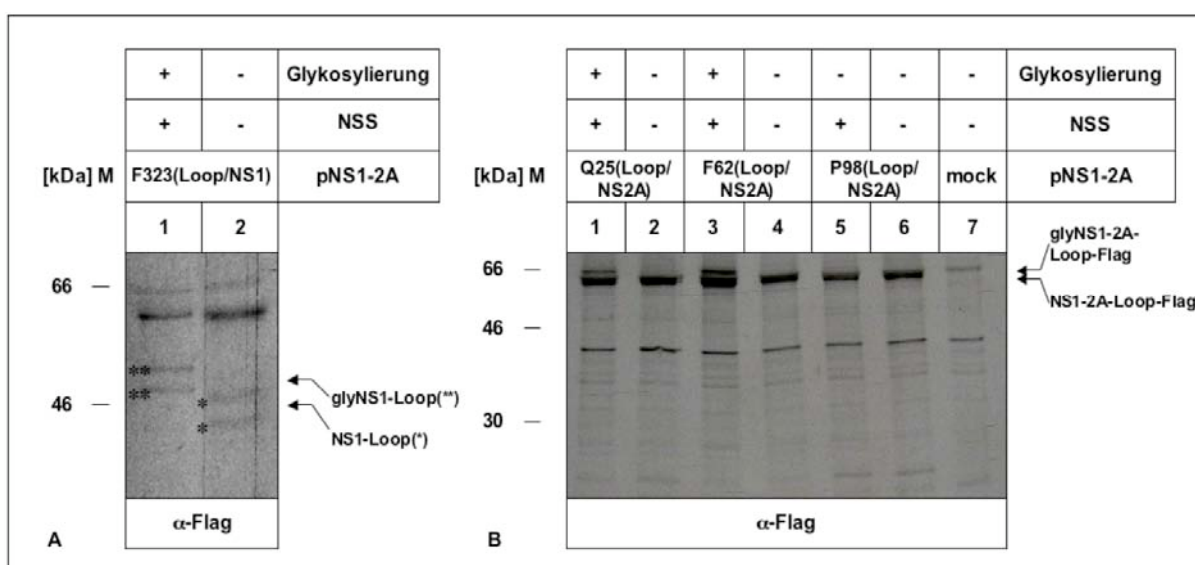 + - Glykosylierung
+ - NSS
[kDa] M F323(Loop/NS1) pNS1-2A
1 2
66
46
** 
**
*
*
glyNS1-Loop(**)
NS1-Loop(*)
α-Flag
A
+ - + - - - - Glykosylierung
+ - + - + - - NSS
[kDa] M Q25(Loop/ NS2A) F62(Loop/ NS2A) P98(Loop/ NS2A) mock pNS1-2A
1 2 3 4 5 6 7
66
46
30
glyNS1-2A-
Loop-Flag
NS1-2A-Loop-Flag
α-Flag
B